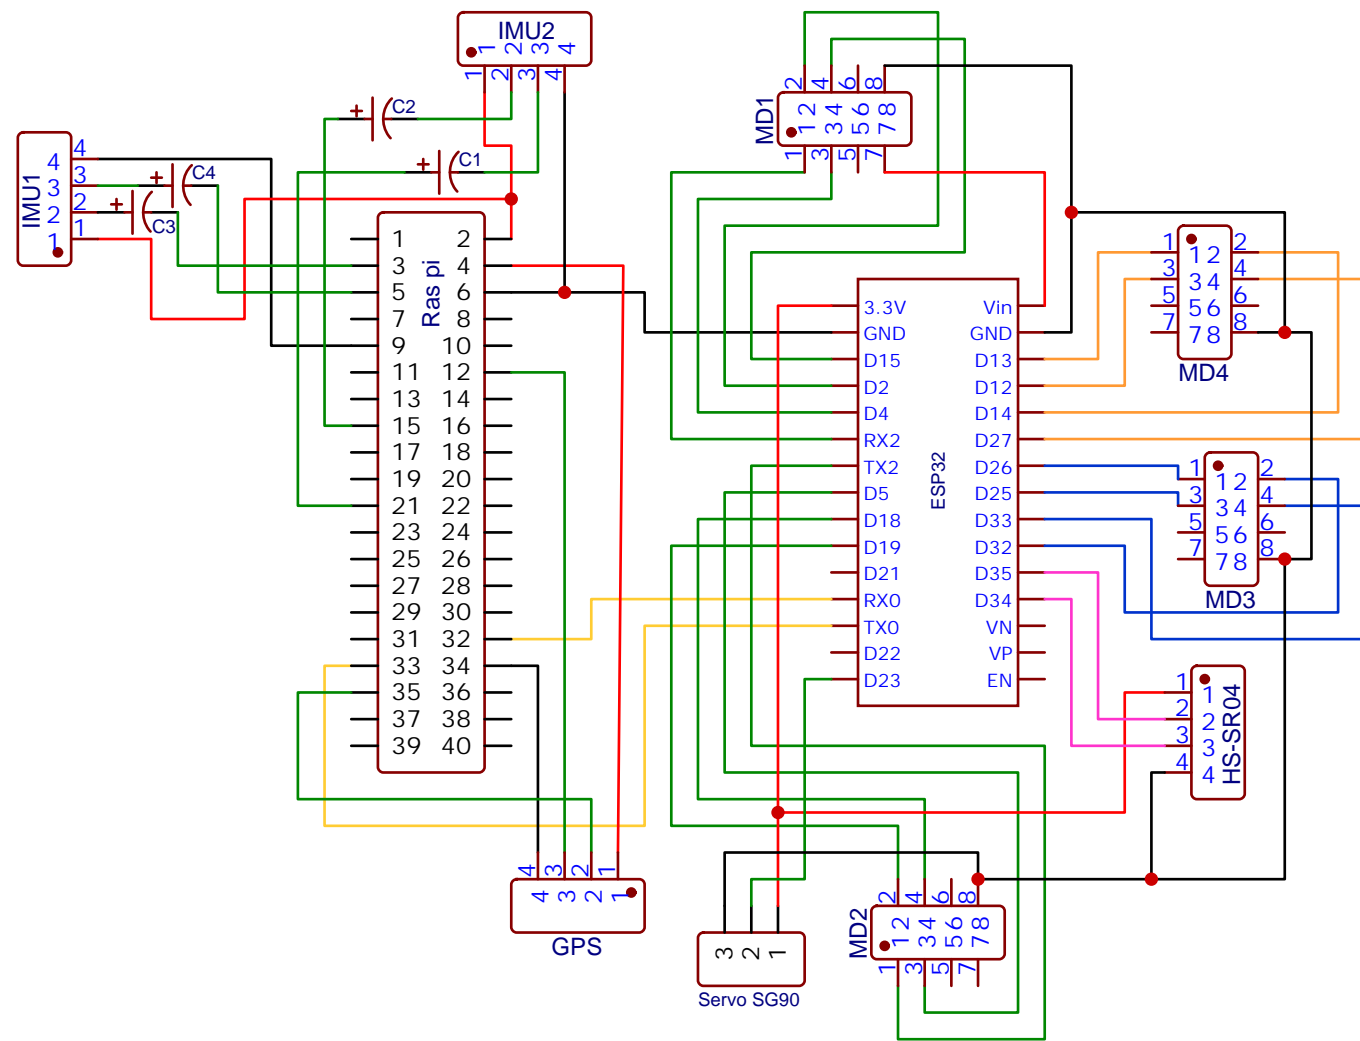 IMU2
1 2 3 4
1 2 3 4
C2
C1
IMU1
4 4
3 3
2 2
1 1
C4
C3
Ras pi
1 2
3 4
5 6
7 8
9 10
11 12
13 14
15 16
17 18
19 20
21 22
23 24
25 26
27 28
29 30
31 32
33 34
35 36
37 38
39 40
4 3 2 1
4 3 2 1
GPS
MD1
2 4 6 8
1 2 3 4 5 6 7 8
1 3 5 7
ESP32
3.3V Vin
GND GND
D15 D13
D2 D12
D4 D14
RX2 D27
TX2 D26
D5 D25
D18 D33
D19 D32
D21 D35
RX0 D34
TX0 VN
D22 VP
D23 EN
1 1 2 2
3 3 4 4
5 5 6 6
7 7 8 8
MD4
1 1 2 2
3 3 4 4
5 5 6 6
7 7 8 8
MD3
1 1
2 2
3 3
4 4
HS-SR04
3 2 1
Servo SG90
MD2
2 4 6 8
1 2 3 4 5 6 7 8
1 3 5 7